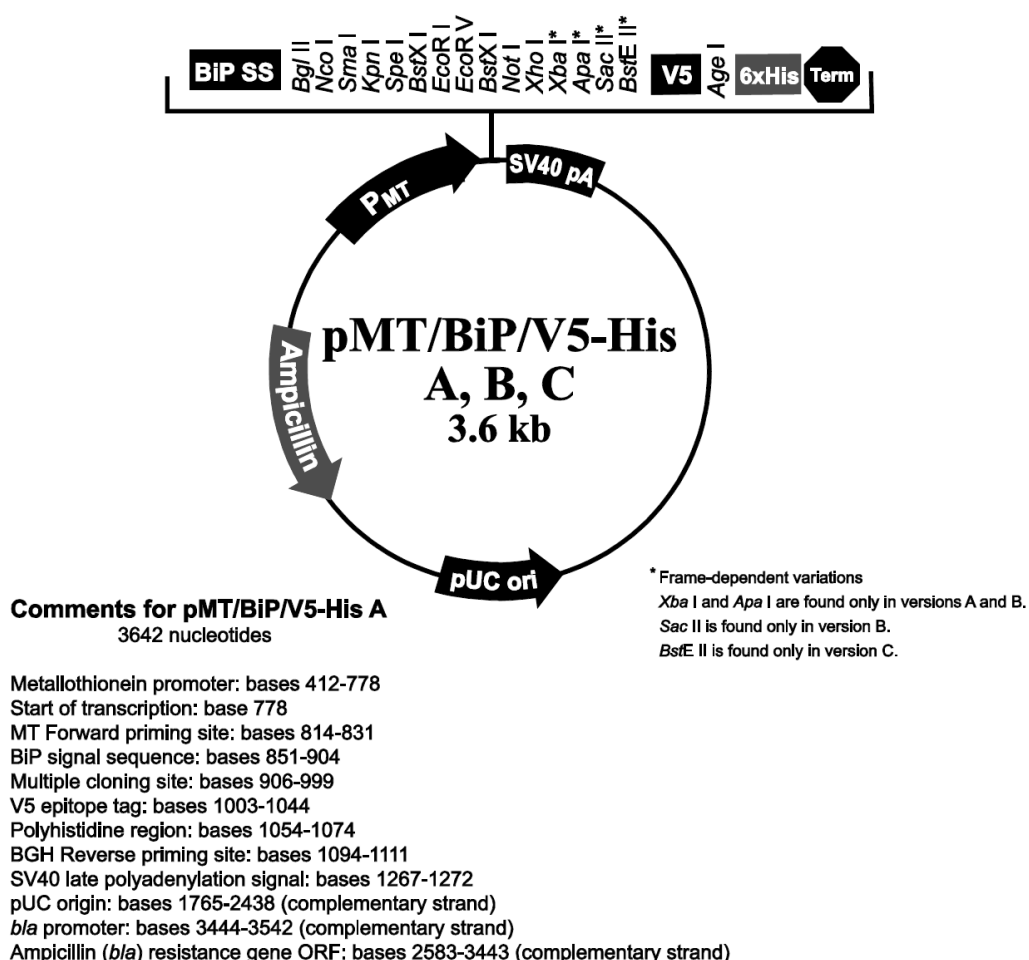 BiP SS
Bgl II
Nco I
Sma I
Kpn I
Spe I
BstX I
EcoR I
EcoR V
BstX I
Not I
Xho I
Xba I*
Apa I*
Sac II*
BstE II*
V5
Age I
6xHis
Term
PMT
SV40 pA
Ampicillin
pUC ori
pMT/BiP/V5-His
A, B, C
3.6 kb
* Frame-dependent variations
Xba I and Apa I are found only in versions A and B.
Sac II is found only in version B.
BstE II is found only in version C.
Comments for pMT/BiP/V5-His A
3642 nucleotides
Metallothionein promoter: bases 412-778
Start of transcription: base 778
MT Forward priming site: bases 814-831
BiP signal sequence: bases 851-904
Multiple cloning site: bases 906-999
V5 epitope tag: bases 1003-1044
Polyhistidine region: bases 1054-1074
BGH Reverse priming site: bases 1094-1111
SV40 late polyadenylation signal: bases 1267-1272
pUC origin: bases 1765-2438 (complementary strand)
bla promoter: bases 3444-3542 (complementary strand)
Ampicillin (bla) resistance gene ORF: bases 2583-3443 (complementary strand)